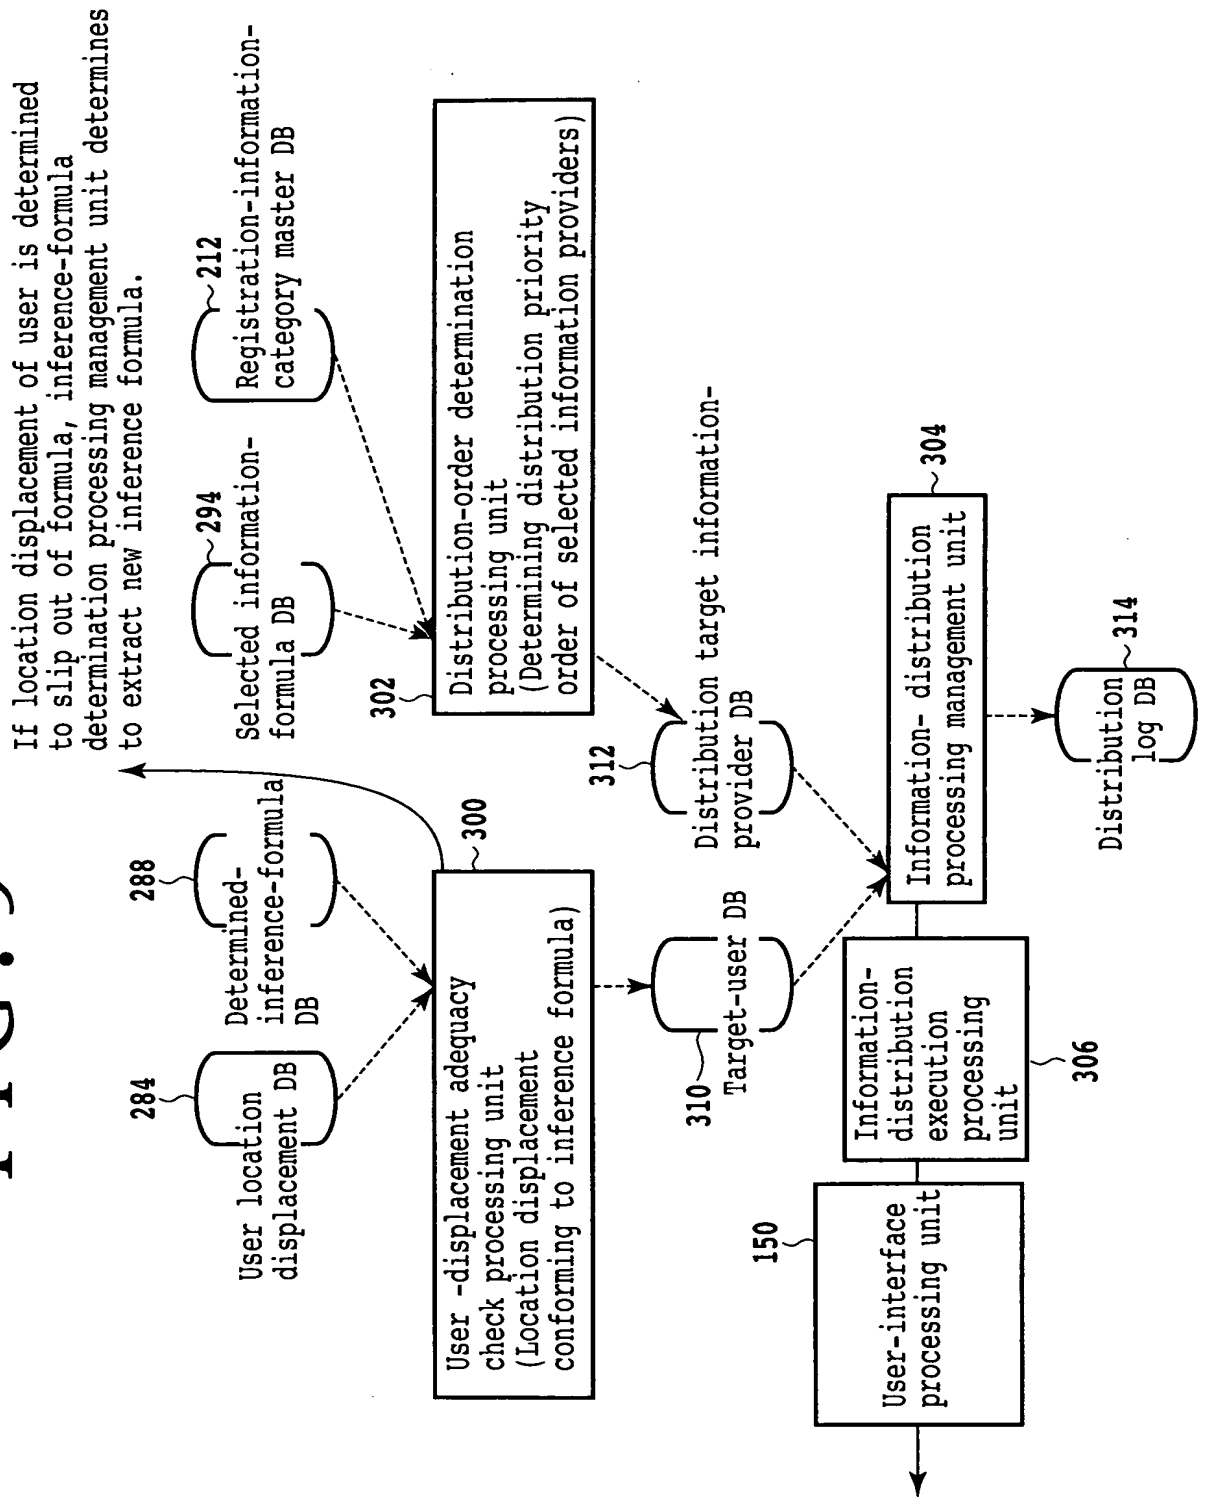 FIG. 9
If location displacement of user is determined
to slip out of formula, inference-formula
determination processing management unit determines
to extract new inference formula.
284
User location
displacement DB
288
Determined-
inference-formula
DB
294
Selected information-
formula DB
212
Registration-information-
category master DB
300
User -displacement adequacy
check processing unit
(Location displacement
conforming to inference formula)
302
Distribution-order determination
processing unit
(Determining distribution priority
order of selected information providers)
310
Target-user DB
312
Distribution target information-
provider DB
150
User-interface
processing unit
306
Information-
distribution
execution
processing
unit
304
Information- distribution
processing management unit
314
Distribution
log DB